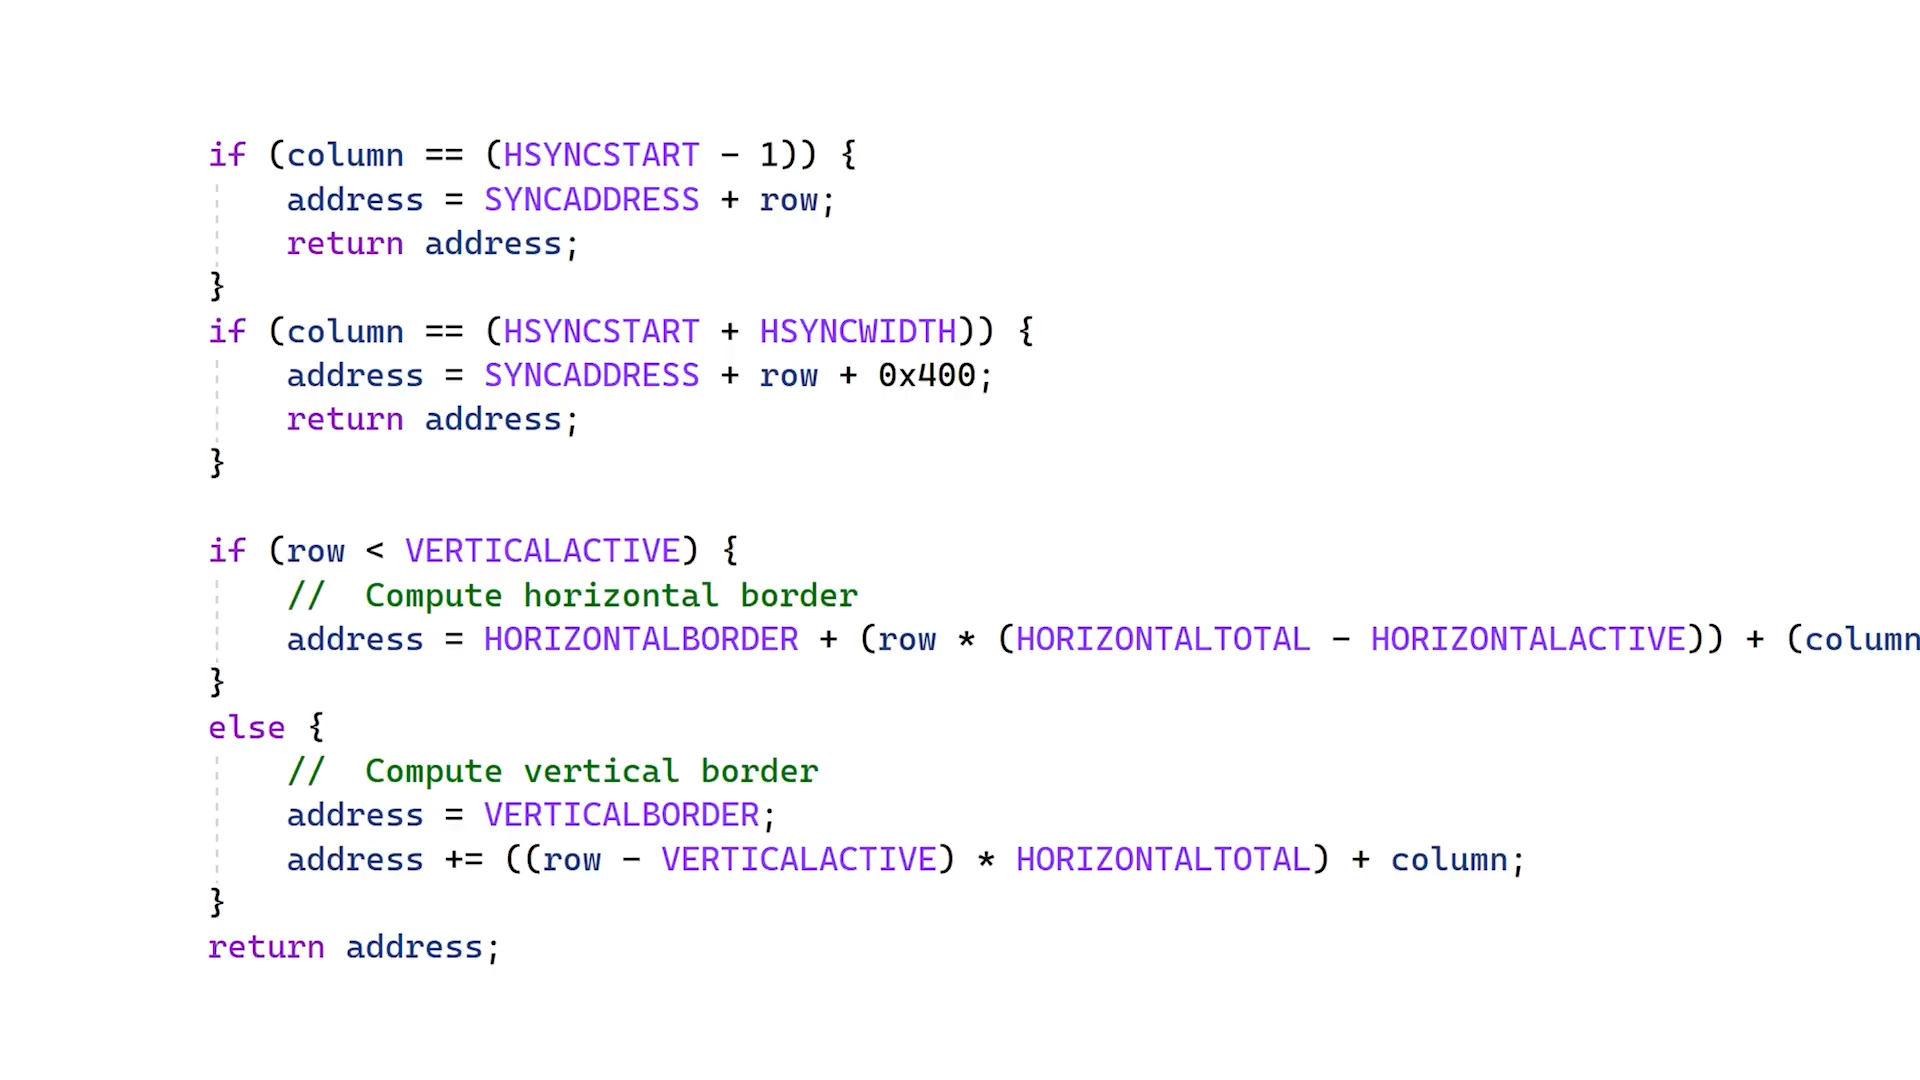 if (column == (HSYNCSTART - 1)) {
    address = SYNCADDRESS + row;
    return address;
}
if (column == (HSYNCSTART + HSYNCWIDTH)) {
    address = SYNCADDRESS + row + 0x400;
    return address;
}
if (row < VERTICALACTIVE) {
    //  Compute horizontal border
    address = HORIZONTALBORDER + (row * (HORIZONTALTOTAL - HORIZONTALACTIVE)) + (column
}
else {
    //  Compute vertical border
    address = VERTICALBORDER;
    address += ((row - VERTICALACTIVE) * HORIZONTALTOTAL) + column;
}
return address;